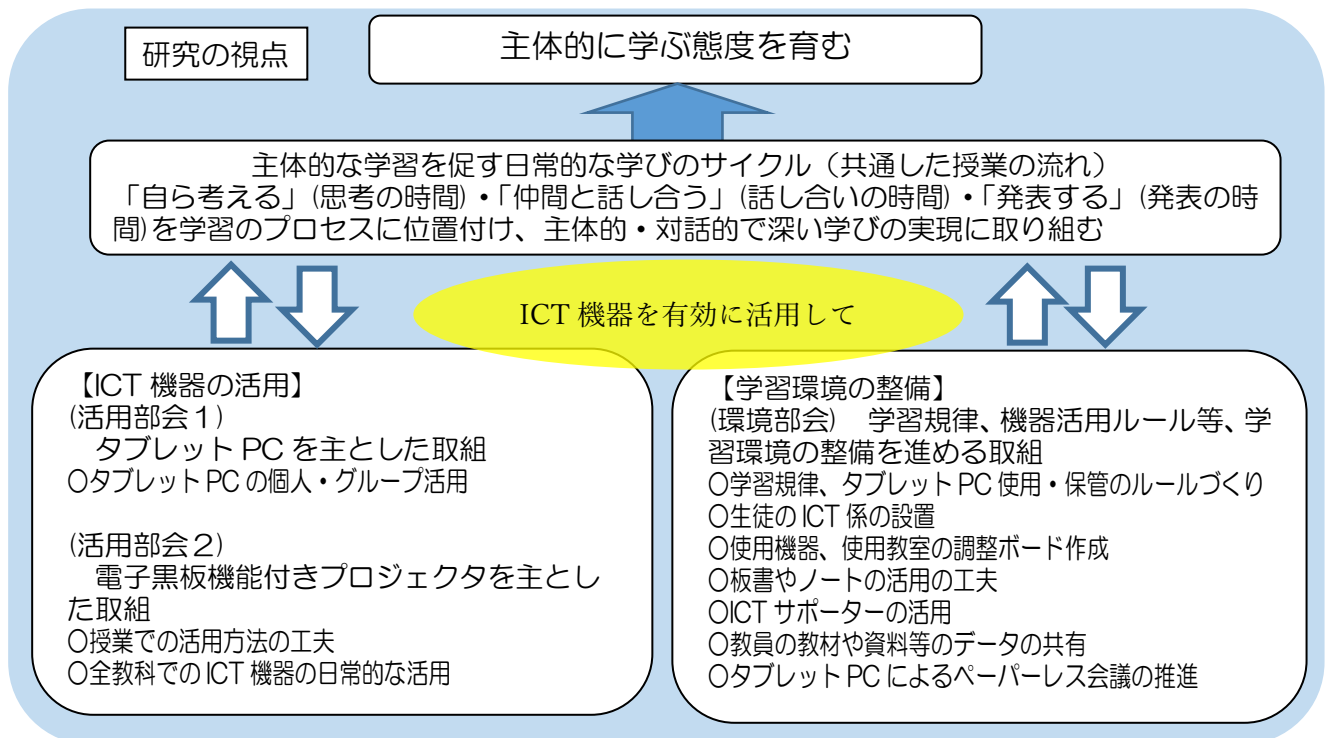 研究の視点
主体的に学ぶ態度を育む
主体的な学習を促す日常的な学びのサイクル（共通した授業の流れ）
「自ら考える」(思考の時間)・「仲間と話し合う」(話し合いの時間)・「発表する」(発表の時
間)を学習のプロセスに位置付け、主体的・対話的で深い学びの実現に取り組む
ICT 機器を有効に活用して
【ICT 機器の活用】
(活用部会１)
タブレット PC を主とした取組
○タブレット PC の個人・グループ活用
(活用部会２)
電子黒板機能付きプロジェクタを主とし
た取組
○授業での活用方法の工夫
○全教科での ICT 機器の日常的な活用
【学習環境の整備】
(環境部会)　学習規律、機器活用ルール等、学
習環境の整備を進める取組
○学習規律、タブレット PC 使用・保管のルールづくり
○生徒の ICT 係の設置
○使用機器、使用教室の調整ボード作成
○板書やノートの活用の工夫
○ICT サポーターの活用
○教員の教材や資料等のデータの共有
○タブレット PC によるペーパーレス会議の推進